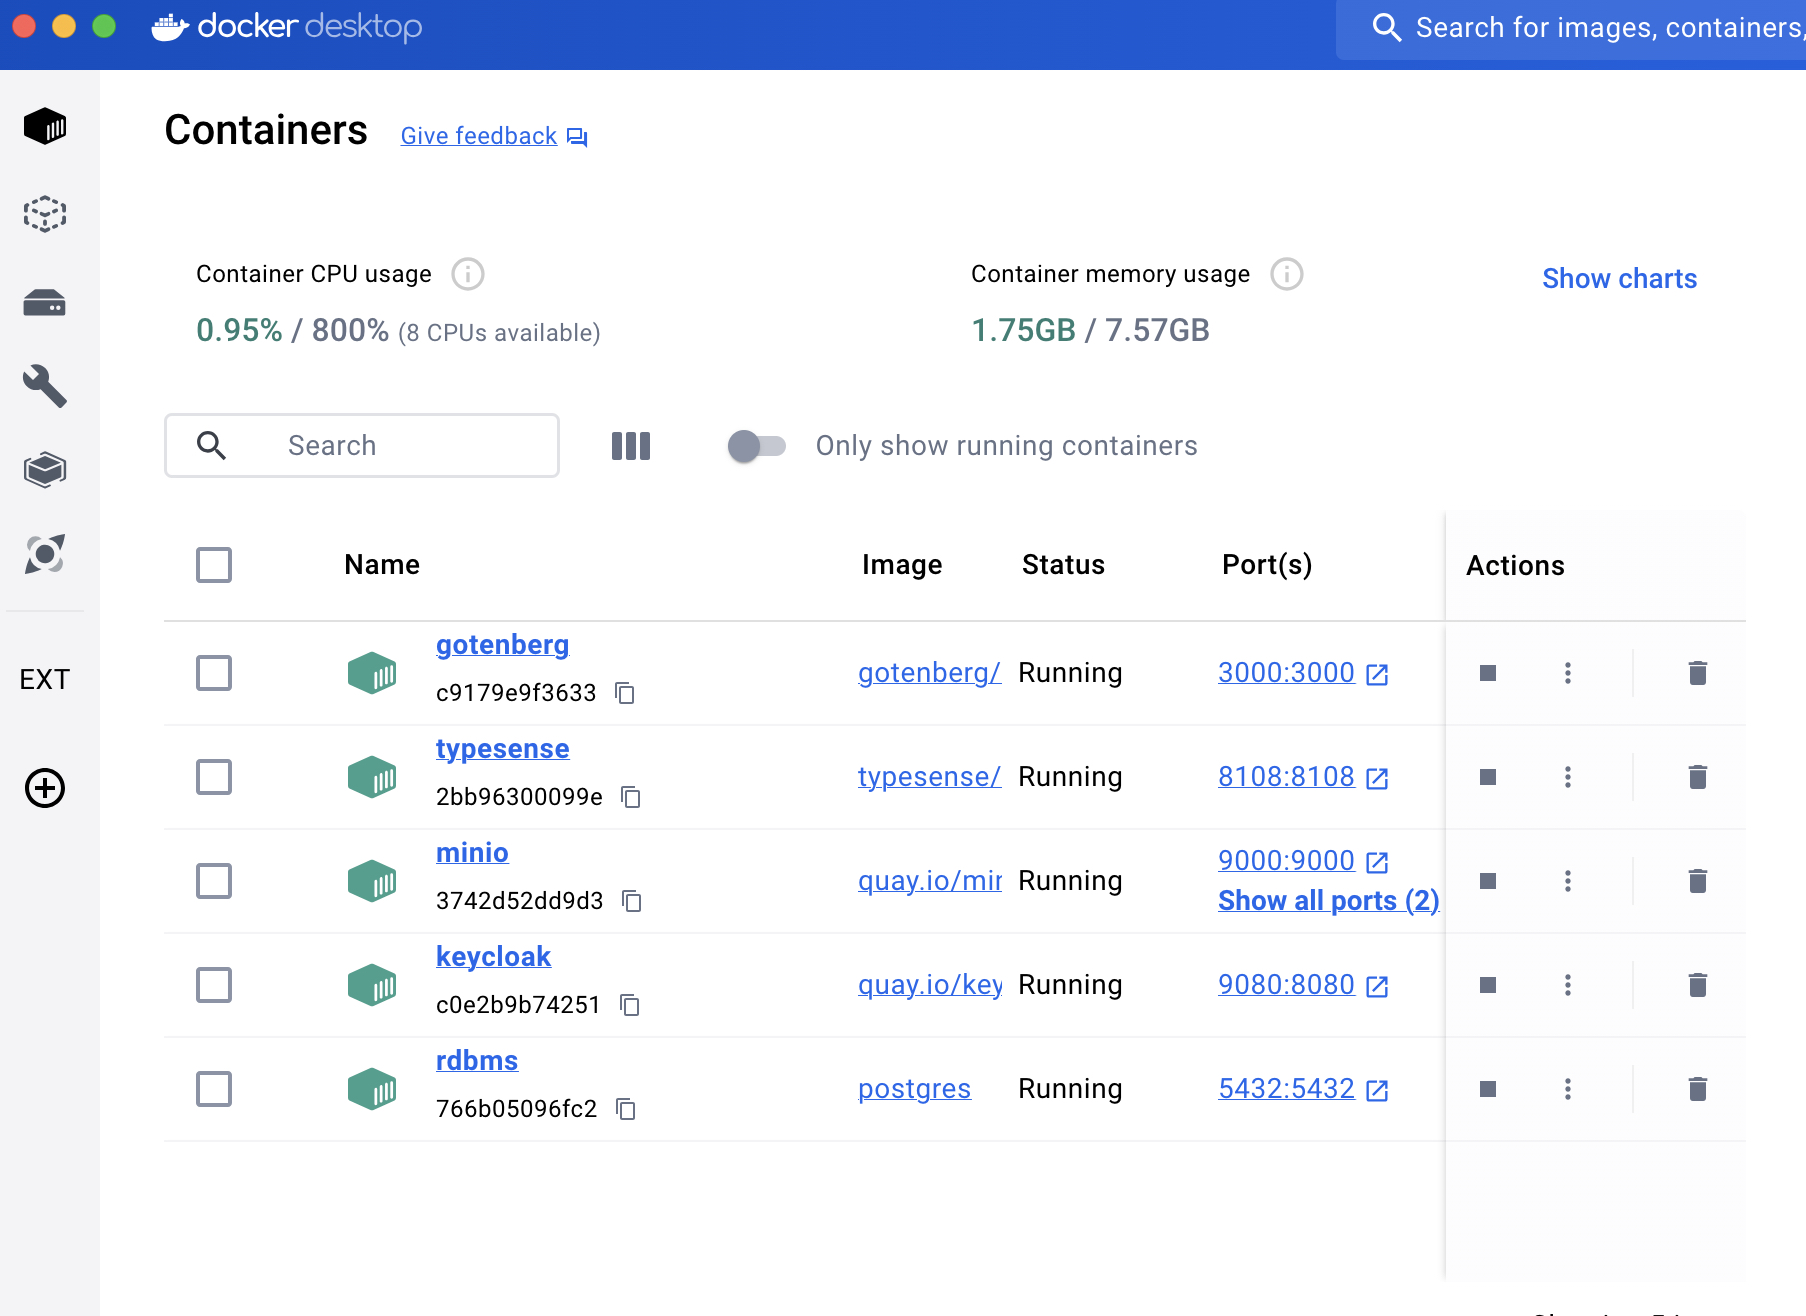 docker desktop
Search for images, containers,
Containers
Give feedback
Container CPU usage
0.95% / 800% (8 CPUs available)
Container memory usage
1.75GB / 7.57GB
Show charts
Search
Only show running containers
Name Image Status Port(s) Actions
gotenberg
c9179e9f3633
gotenberg/ Running 3000:3000
EXT
typesense
2bb96300099e
typesense/ Running 8108:8108
minio
3742d52dd9d3
quay.io/mir Running 9000:9000
Show all ports (2)
keycloak
c0e2b9b74251
quay.io/key Running 9080:8080
rdbms
766b05096fc2
postgres Running 5432:5432